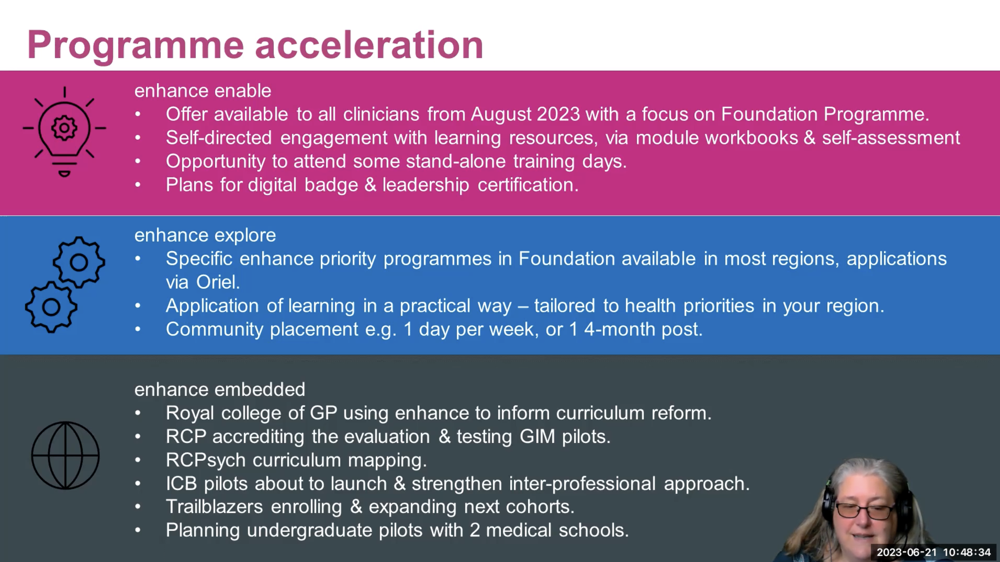 Programme acceleration
enhance enable
• Offer available to all clinicians from August 2023 with a focus on Foundation Programme.
• Self-directed engagement with learning resources, via module workbooks & self-assessment
• Opportunity to attend some stand-alone training days.
• Plans for digital badge & leadership certification.
enhance explore
• Specific enhance priority programmes in Foundation available in most regions, applications
via Oriel.
• Application of learning in a practical way – tailored to health priorities in your region.
• Community placement e.g. 1 day per week, or 1 4-month post.
enhance embedded
• Royal college of GP using enhance to inform curriculum reform.
• RCP accrediting the evaluation & testing GIM pilots.
• RCPsych curriculum mapping.
• ICB pilots about to launch & strengthen inter-professional approach.
• Trailblazers enrolling & expanding next cohorts.
• Planning undergraduate pilots with 2 medical schools.
2023-06-21 10:48:34